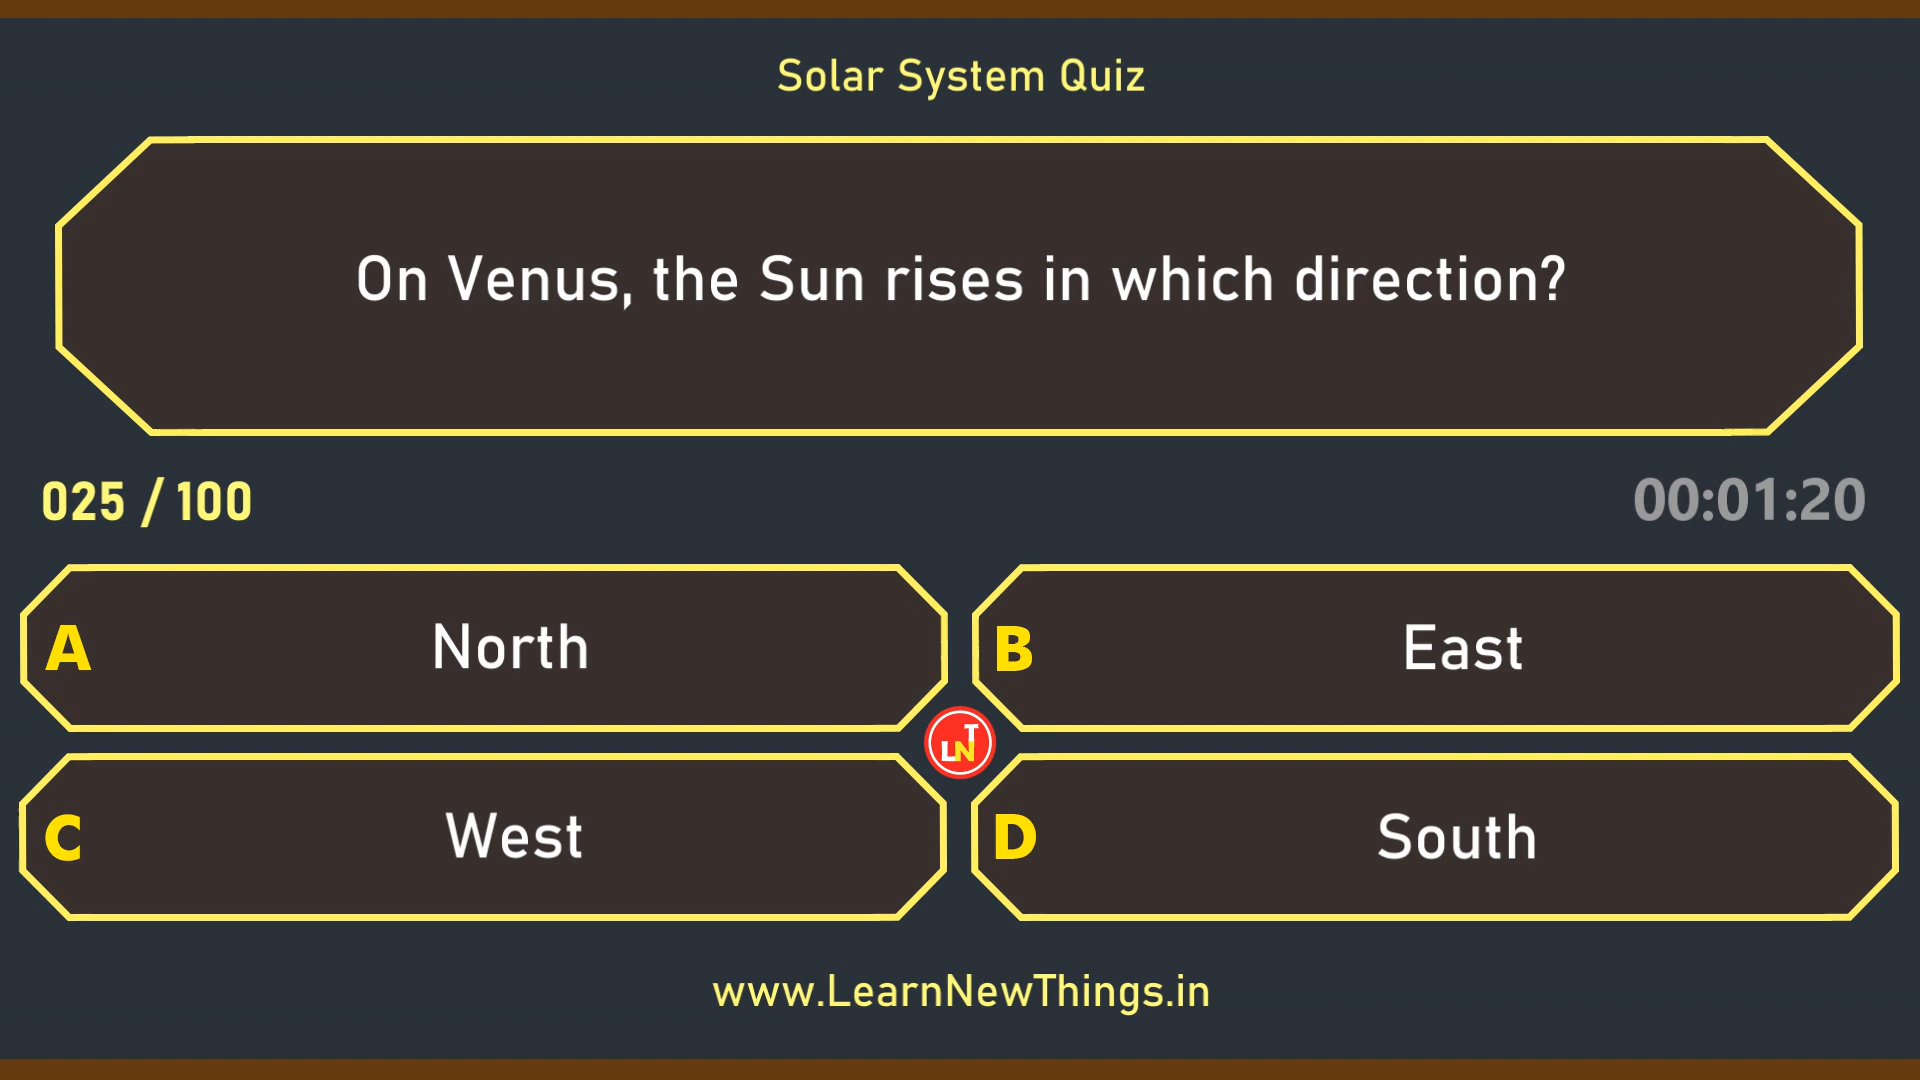 Solar System Quiz
On Venus, the Sun rises in which direction?
025 / 100
00:01:20
A North
B East
LNT
C West
D South
www.LearnNewThings.in